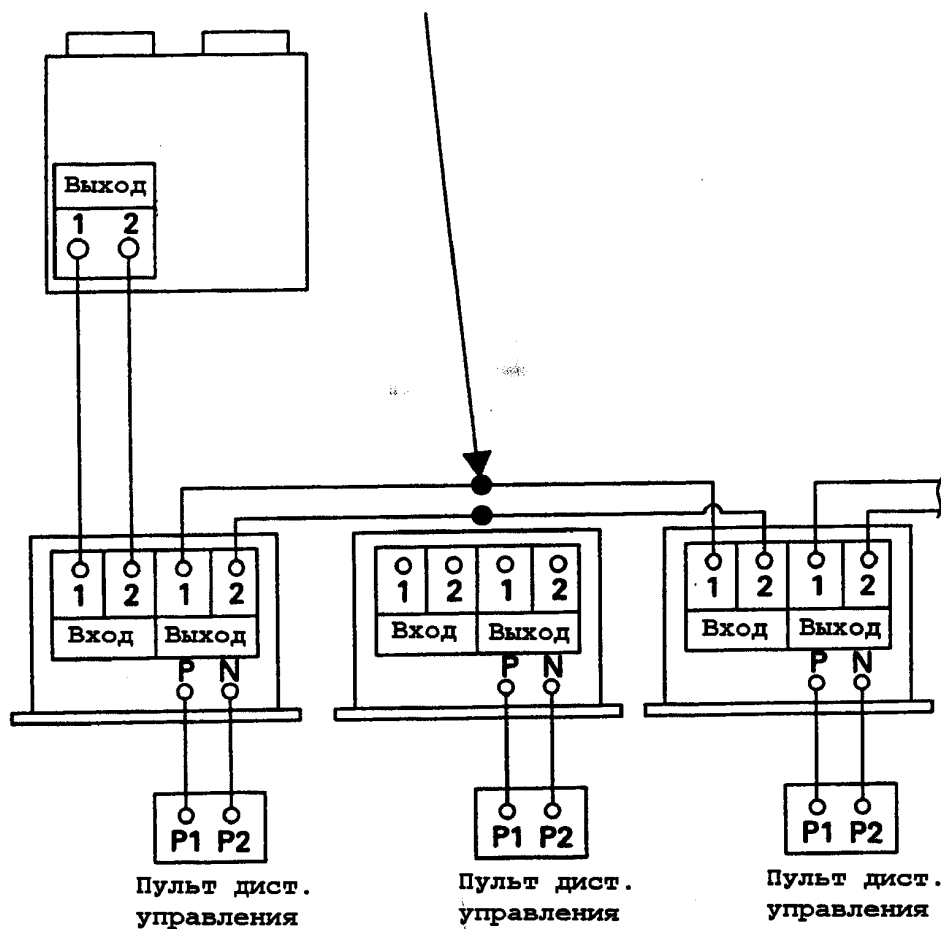 Выход
1 2
1 2 1 2
Вход Выход
P N
P1 P2
Пульт дист.
управления
1 2 1 2
Вход Выход
P N
P1 P2
Пульт дист.
управления
1 2 1 2
Вход Выход
P N
P1 P2
Пульт дист.
управления